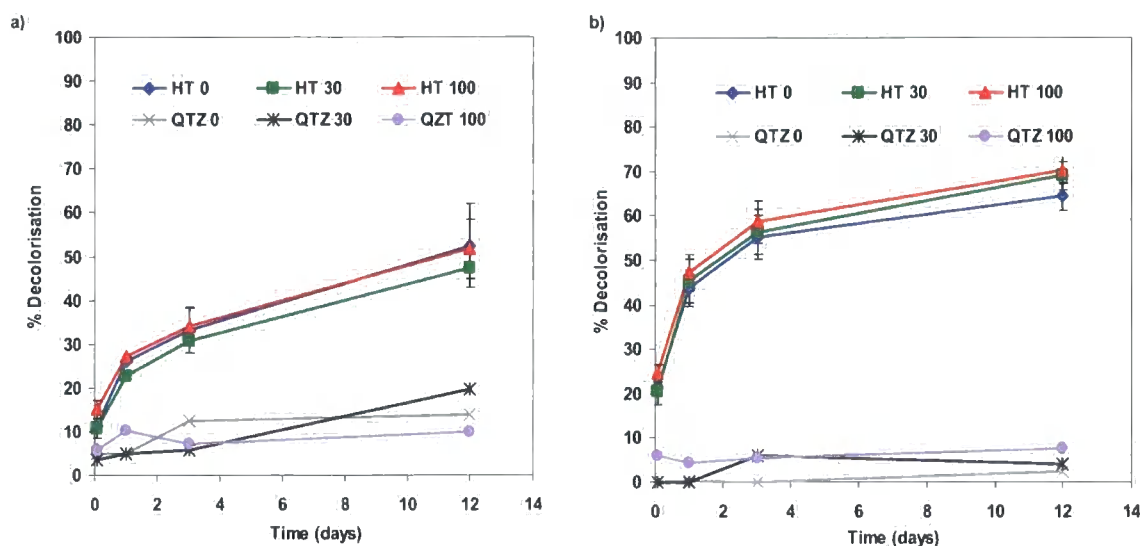 a)
100
90
80
70
60
50
40
30
20
10
0
% Decolorisation
HT 0 HT 30 HT 100
QTZ 0 QTZ 30 QZT 100
0 2 4 6 8 10 12 14
Time (days)
b)
100
90
80
70
60
50
40
30
20
10
0
% Decolorisation
HT 0 HT 30 HT 100
QTZ 0 QTZ 30 QTZ 100
0 2 4 6 8 10 12 14
Time (days)